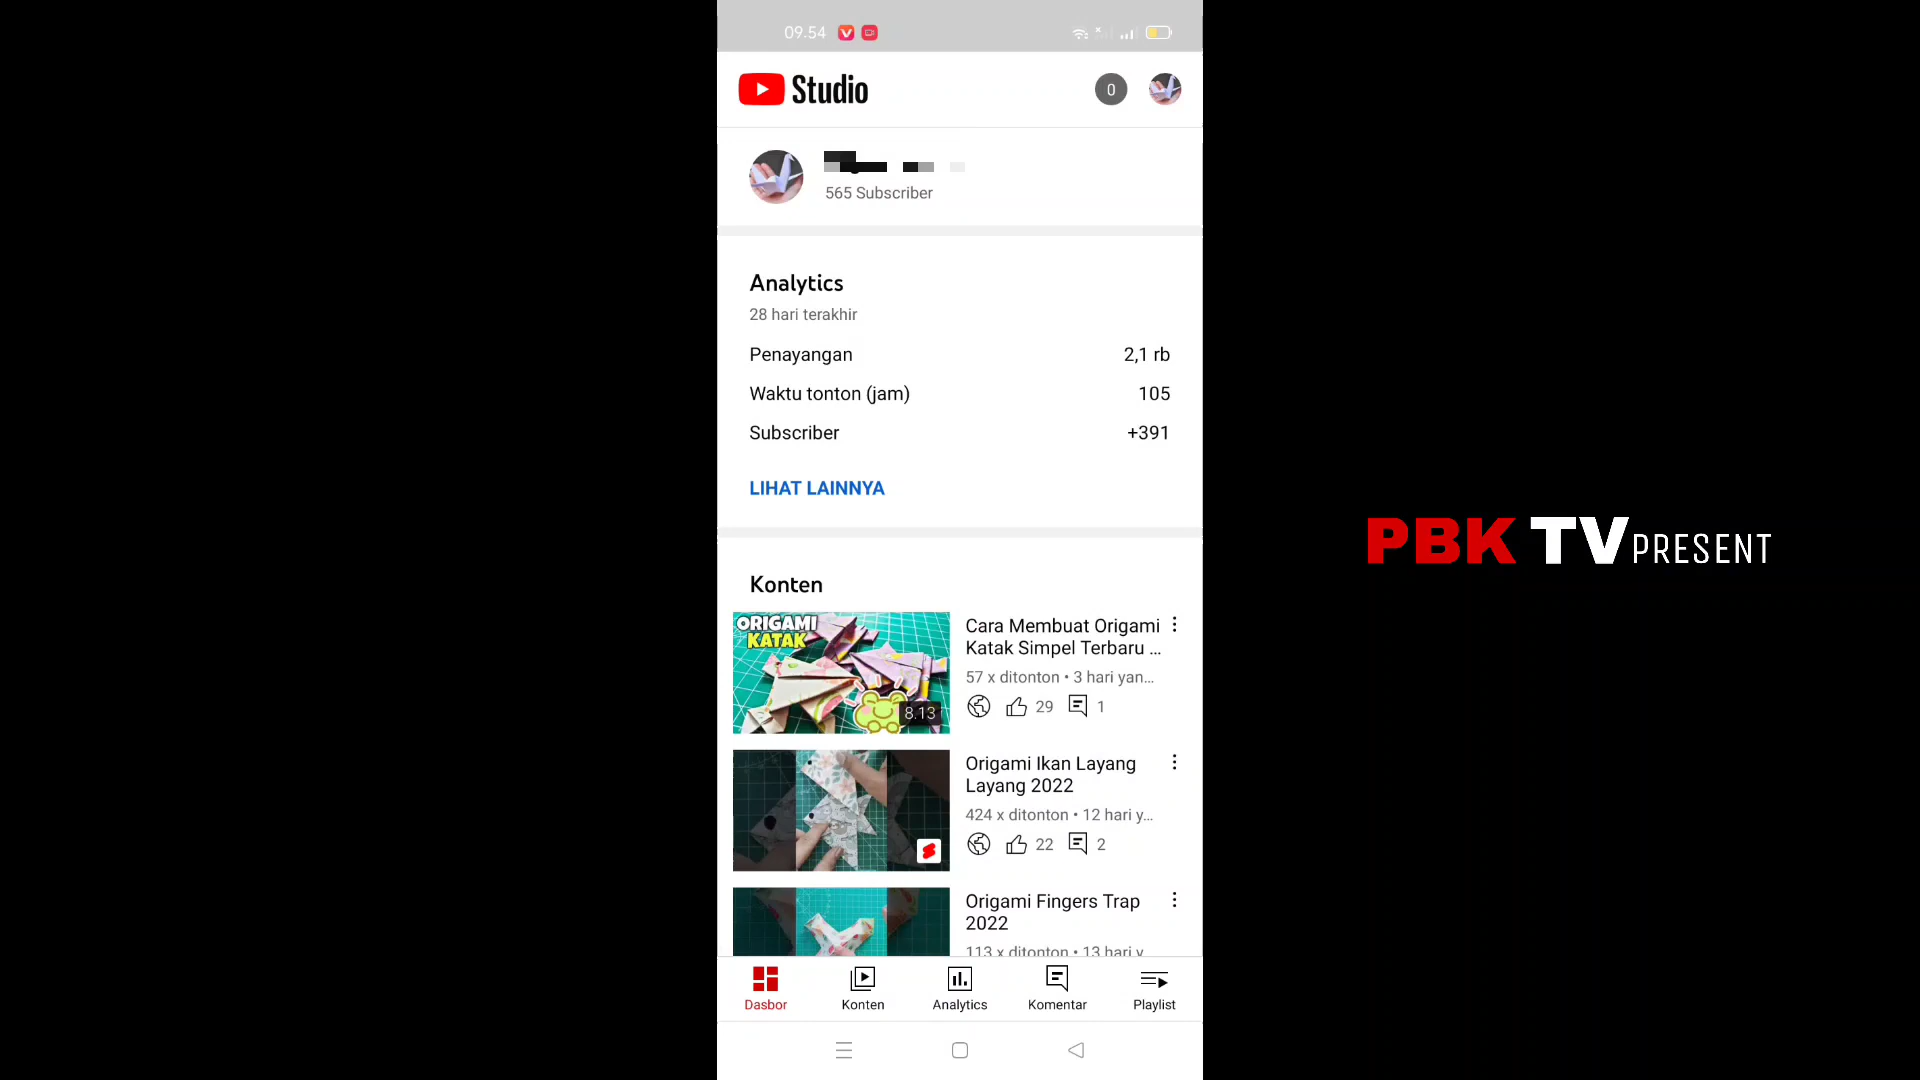 09.54
Studio
0
565 Subscriber
Analytics
28 hari terakhir
Penayangan 2,1 rb
Waktu tonton (jam) 105
Subscriber +391
LIHAT LAINNYA
Konten
ORIGAMI
KATAK
8.13
Cara Membuat Origami
Katak Simpel Terbaru ...
57 x ditonton • 3 hari yan...
29 1
Origami Ikan Layang
Layang 2022
424 x ditonton • 12 hari y...
22 2
Origami Fingers Trap
2022
113 x ditonton • 13 hari y
Dasbor Konten Analytics Komentar Playlist
PBK TV PRESENT